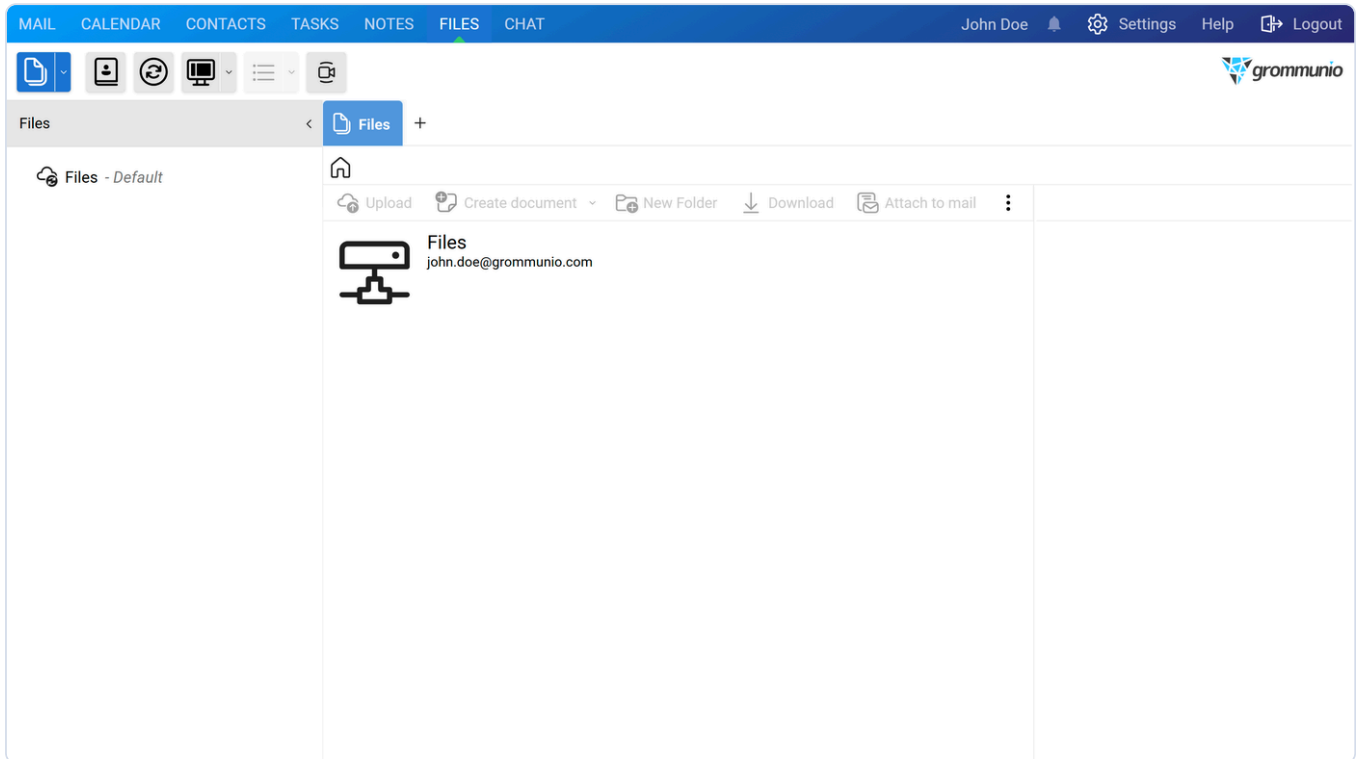 MAIL CALENDAR CONTACTS TASKS NOTES FILES CHAT John Doe Settings Help Logout
grommunio
Files
Files
Files - Default
Upload Create document New Folder Download Attach to mail
Files
john.doe@grommunio.com